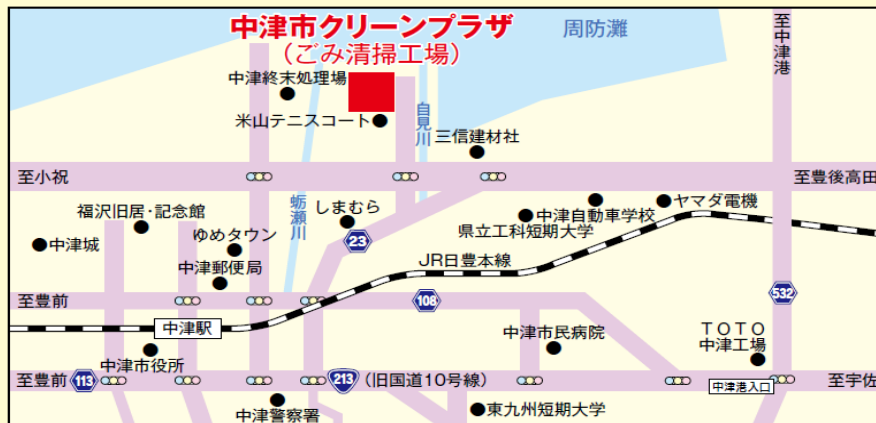 中津市クリーンプラザ
(ごみ清掃工場)
周防灘
至中津港
中津終末処理場
米山テニスコート
自見川
三信建材社
至小祝
至豊後高田
蛎瀬川
福沢旧居・記念館
しまむら
ヤマダ電機
中津自動車学校
県立工科短期大学
中津城
ゆめタウン
23
中津郵便局
JR日豊本線
至豊前
108
532
中津駅
中津市民病院
TOTO
中津工場
中津市役所
至豊前
113
213
(旧国道10号線)
中津港入口
至宇佐
中津警察署
東九州短期大学